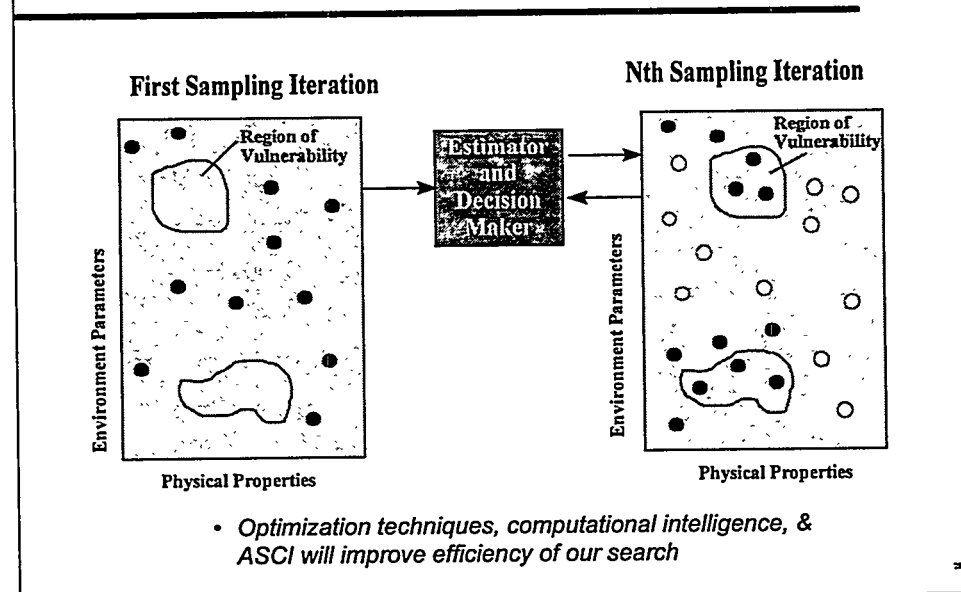 First Sampling Iteration
Nth Sampling Iteration
Region of
Vulnerability
Environment Parameters
Physical Properties
Estimator
and
Decision
Maker
Region of
Vulnerability
Environment Parameters
Physical Properties
• Optimization techniques, computational intelligence, &
ASCI will improve efficiency of our search